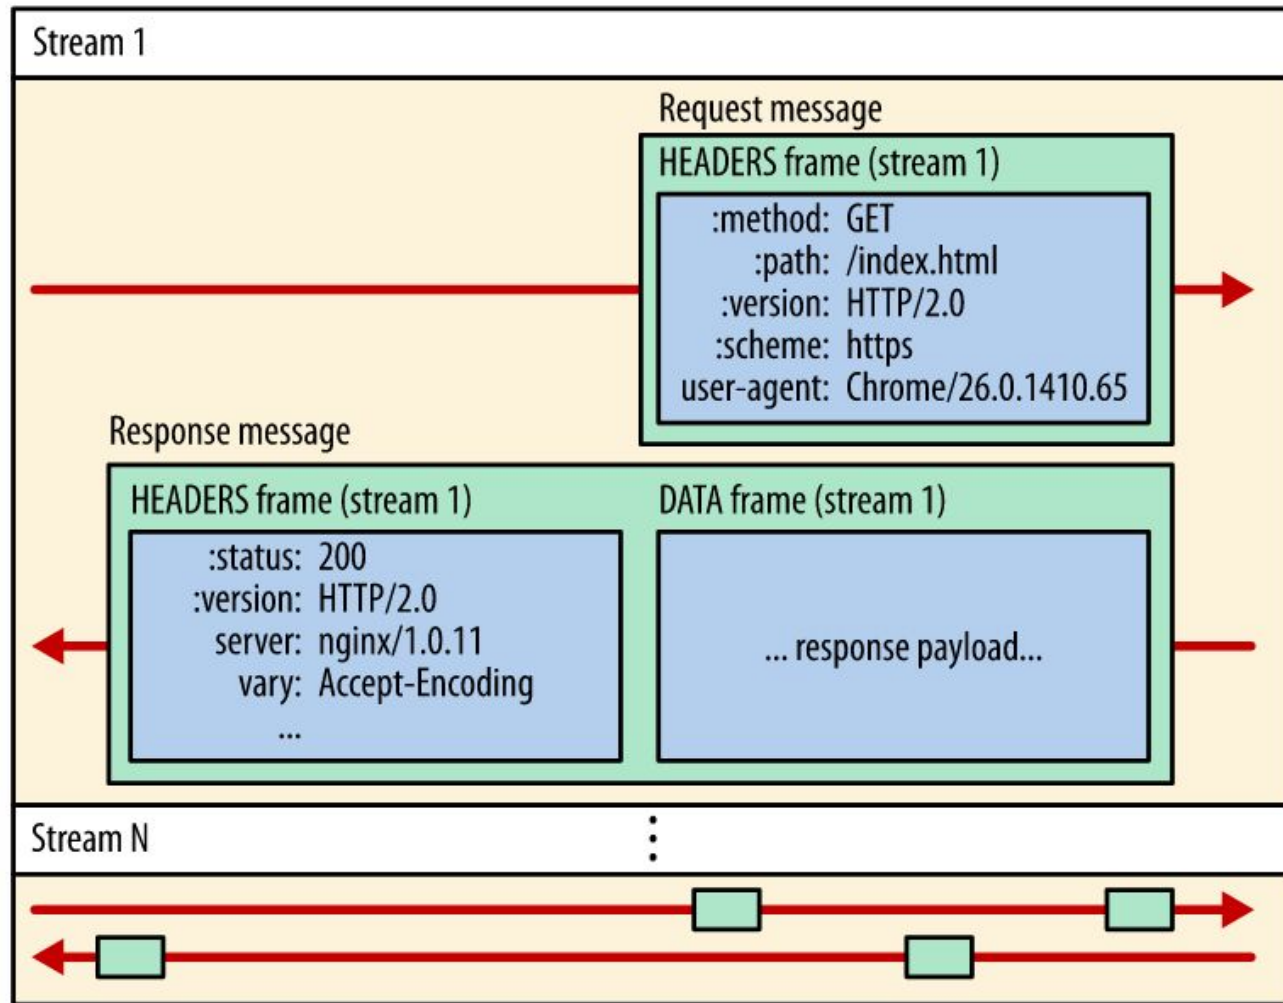 Stream 1
Request message
HEADERS frame (stream 1)
:method: GET
:path: /index.html
:version: HTTP/2.0
:scheme: https
user-agent: Chrome/26.0.1410.65
Response message
HEADERS frame (stream 1)
:status: 200
:version: HTTP/2.0
server: nginx/1.0.11
vary: Accept-Encoding
...
DATA frame (stream 1)
... response payload...
Stream N